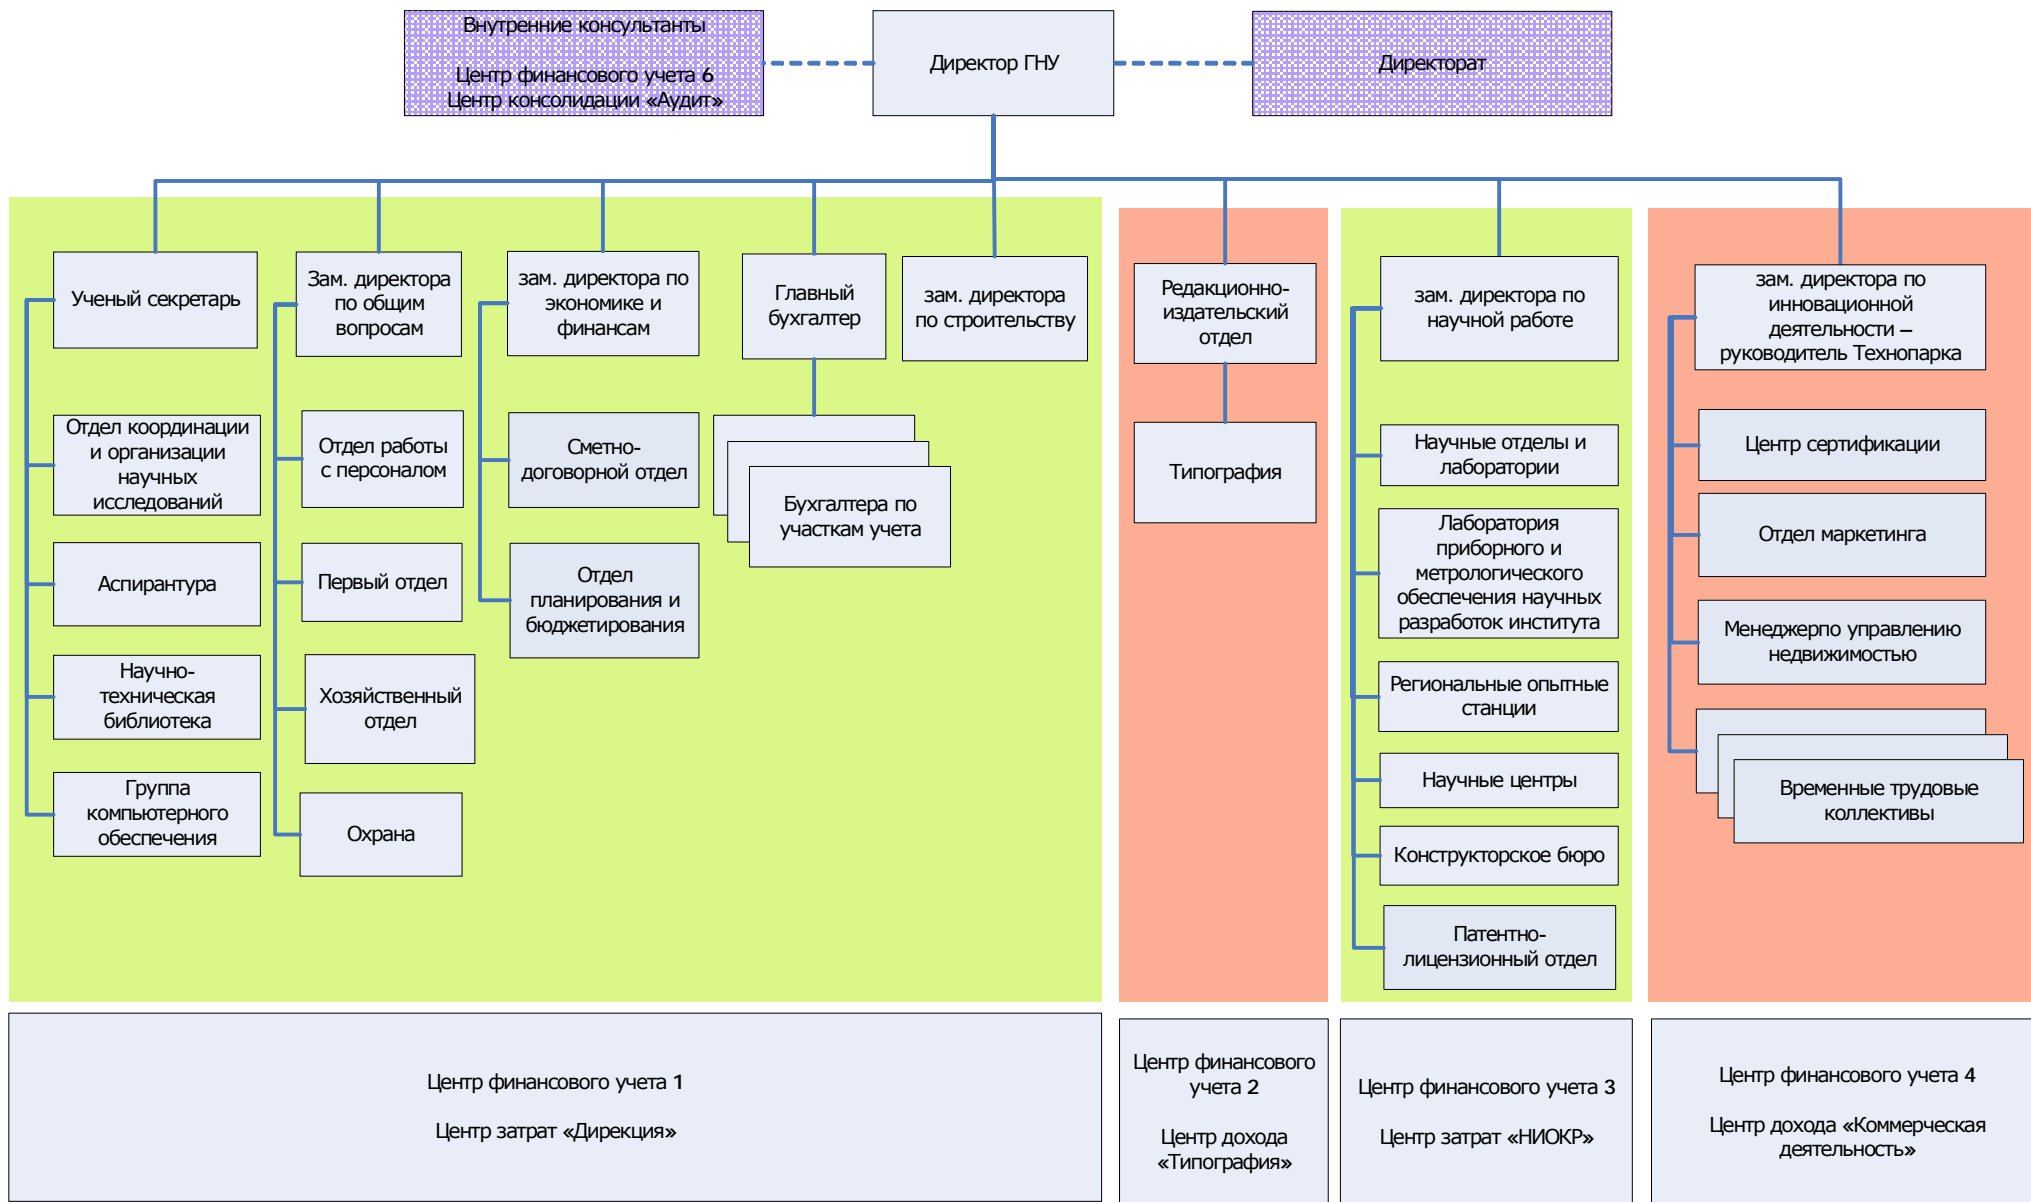 Внутренние консультанты
Центр финансового учета 6
Центр консолидации «Аудит»
Директор ГНУ
Директорат
Ученый секретарь
Отдел координации
и организации
научных
исследований
Аспирантура
Научно-
техническая
библиотека
Группа
компьютерного
обеспечения
Зам. директора
по общим
вопросам
Отдел работы
с персоналом
Первый отдел
Хозяйственный
отдел
Охрана
зам. директора по
экономике и
финансам
Сметно-
договорной отдел
Отдел
планирования и
бюджетирования
Главный
бухгалтер
Бухгалтера по
участкам учета
зам. директора
по строительству
Редакционно-
издательский
отдел
Типография
зам. директора по
научной работе
Научные отделы и
лаборатории
Лаборатория
приборного и
метрологического
обеспечения научных
разработок института
Региональные опытные
станции
Научные центры
Конструкторское бюро
Патентно-
лицензионный отдел
зам. директора по
инновационной
деятельности –
руководитель Технопарка
Центр сертификации
Отдел маркетинга
Менеджерпо управлению
недвижимостью
Временные трудовые
коллективы
Центр финансового учета 1
Центр затрат «Дирекция»
Центр финансового
учета 2
Центр дохода
«Типография»
Центр финансового учета 3
Центр затрат «НИОКР»
Центр финансового учета 4
Центр дохода «Коммерческая
деятельность»